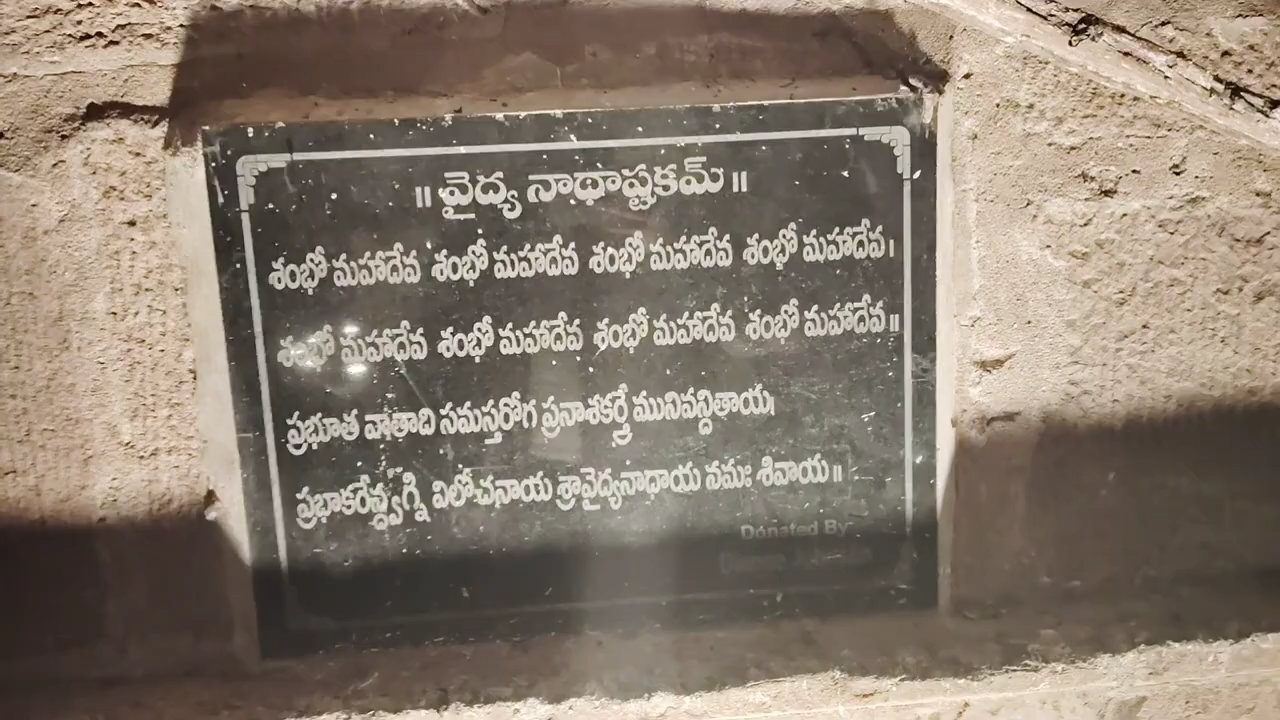 ॥ వైద్య నాథాష్టకమ్ ॥
శంభో మహాదేవ శంభో మహాదేవ శంభో మహాదేవ శంభో మహాదేవ ।
శంభో మహాదేవ శంభో మహాదేవ శంభో మహాదేవ శంభో మహాదేవ ॥
ప్రభూత వాతాది సమస్తరోగ ప్రనాశకర్త్రే మునివన్దితాయ।
ప్రభాకరేన్ద్వగ్ని విలోచనాయ శ్రావైద్యనాధాయ నమః శివాయ ॥
Donated By